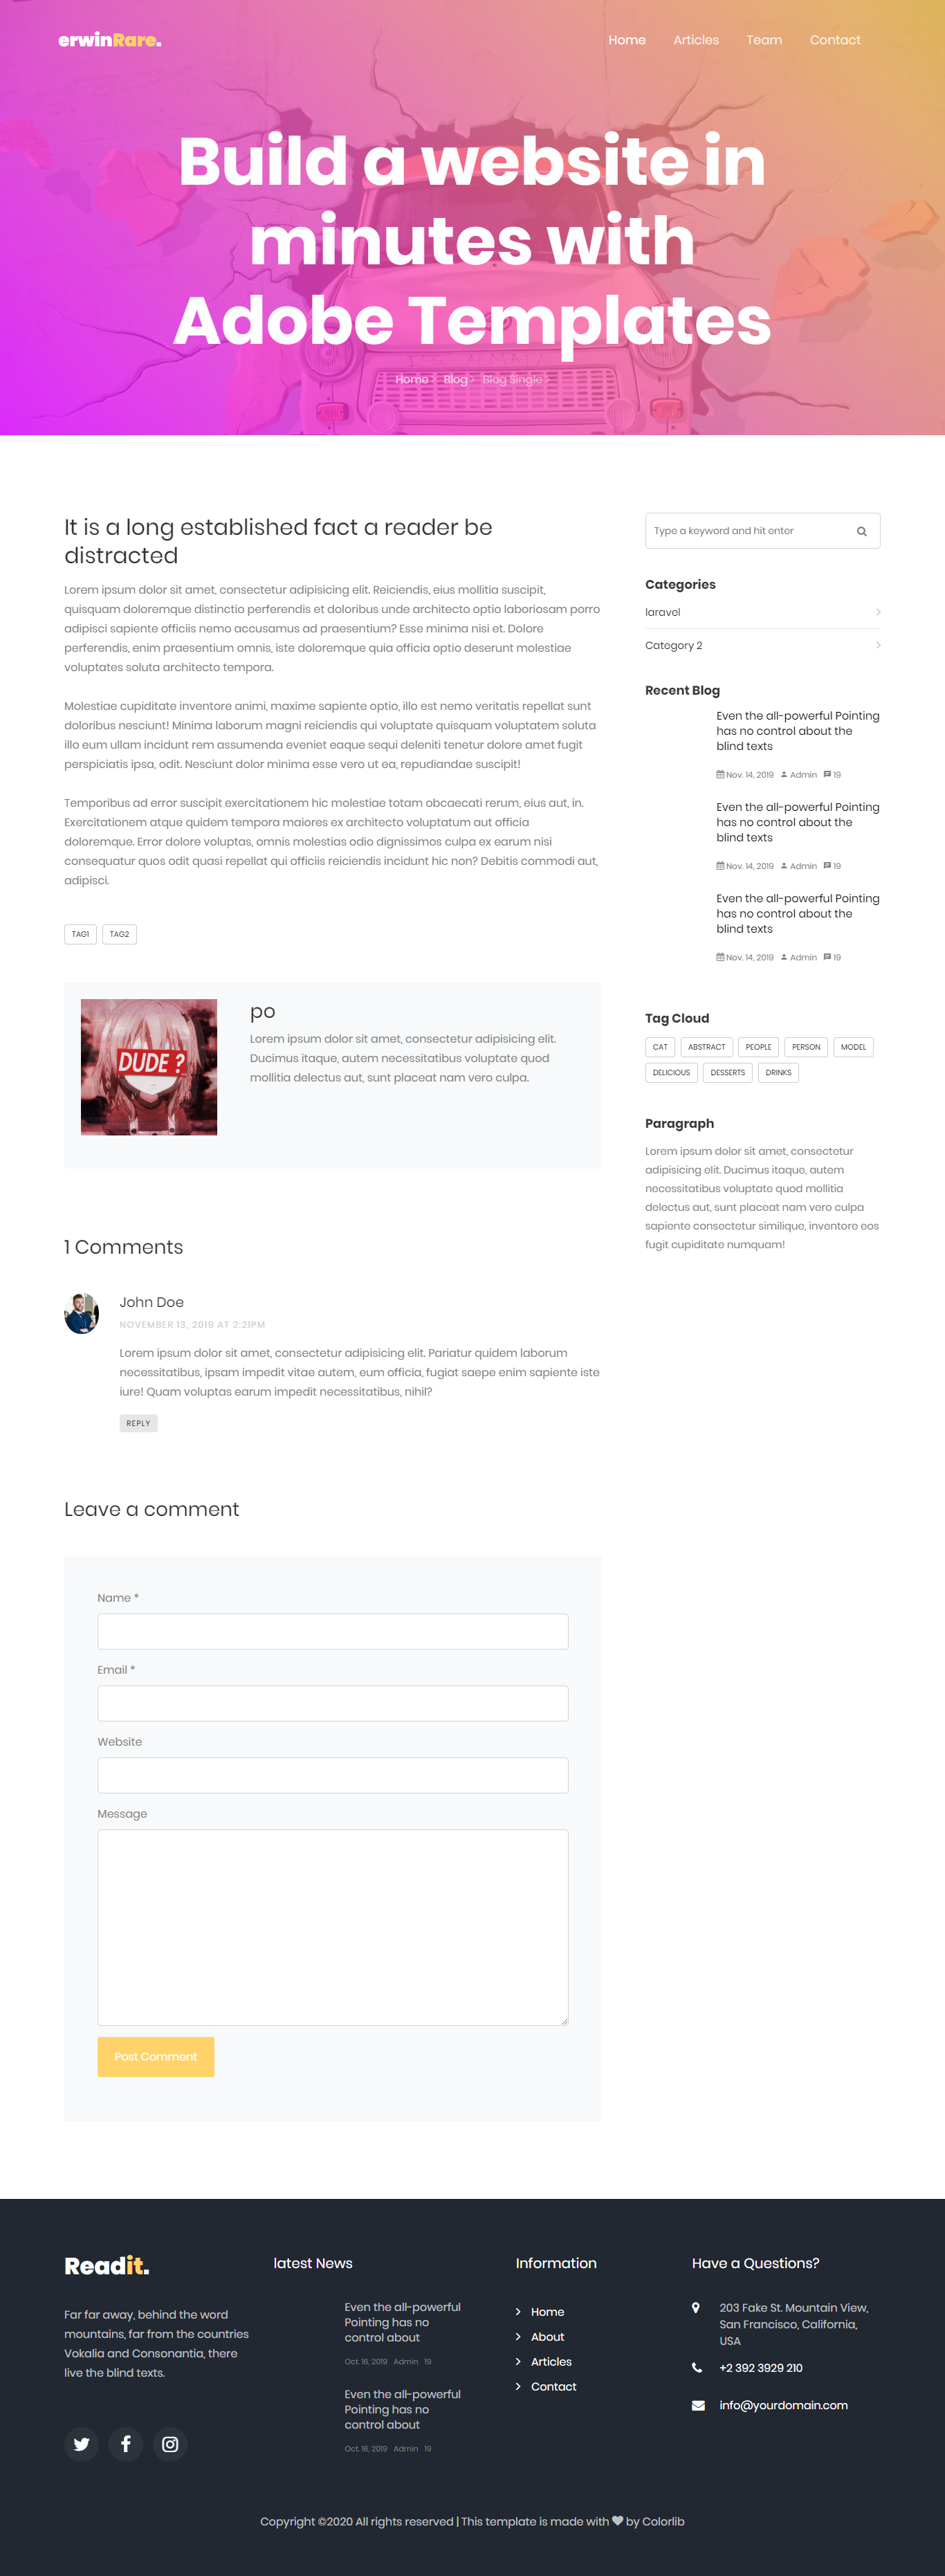 erwinRare.
Home Articles Team Contact
Build a website in
minutes with
Adobe Templates
Home Blog Blog Single
It is a long established fact a reader be
distracted
Lorem ipsum dolor sit amet, consectetur adipisicing elit. Reiciendis, eius mollitia suscipit,
quisquam doloremque distinctio perferendis et doloribus unde architecto optio laboriosam porro
adipisci sapiente officiis nemo accusamus ad praesentium? Esse minima nisi et. Dolore
perferendis, enim praesentium omnis, iste doloremque quia officia optio deserunt molestiae
voluptates soluta architecto tempora.
Molestiae cupiditate inventore animi, maxime sapiente optio, illo est nemo veritatis repellat sunt
doloribus nesciunt! Minima laborum magni reiciendis qui voluptate quisquam voluptatem soluta
illo eum ullam incidunt rem assumenda eveniet eaque sequi deleniti tenetur dolore amet fugit
perspiciatis ipsa, odit. Nesciunt dolor minima esse vero ut ea, repudiandae suscipit!
Temporibus ad error suscipit exercitationem hic molestiae totam obcaecati rerum, eius aut, in.
Exercitationem atque quidem tempora maiores ex architecto voluptatum aut officia
doloremque. Error dolore voluptas, omnis molestias odio dignissimos culpa ex earum nisi
consequatur quos odit quasi repellat qui officiis reiciendis incidunt hic non? Debitis commodi aut,
adipisci.
TAG1 TAG2
DUDE ?
po
Lorem ipsum dolor sit amet, consectetur adipisicing elit.
Ducimus itaque, autem necessitatibus voluptate quod
mollitia delectus aut, sunt placeat nam vero culpa.
1 Comments
John Doe
NOVEMBER 13, 2019 AT 2:21PM
Lorem ipsum dolor sit amet, consectetur adipisicing elit. Pariatur quidem laborum
necessitatibus, ipsam impedit vitae autem, eum officia, fugiat saepe enim sapiente iste
iure! Quam voluptas earum impedit necessitatibus, nihil?
REPLY
Leave a comment
Name *
Email *
Website
Message
Post Comment
Type a keyword and hit enter
Categories
laravel
Category 2
Recent Blog
Even the all-powerful Pointing
has no control about the
blind texts
Nov. 14, 2019 Admin 19
Even the all-powerful Pointing
has no control about the
blind texts
Nov. 14, 2019 Admin 19
Even the all-powerful Pointing
has no control about the
blind texts
Nov. 14, 2019 Admin 19
Tag Cloud
CAT ABSTRACT PEOPLE PERSON MODEL
DELICIOUS DESSERTS DRINKS
Paragraph
Lorem ipsum dolor sit amet, consectetur
adipisicing elit. Ducimus itaque, autem
necessitatibus voluptate quod mollitia
delectus aut, sunt placeat nam vero culpa
sapiente consectetur similique, inventore eos
fugit cupiditate numquam!
Readit.
Far far away, behind the word
mountains, far from the countries
Vokalia and Consonantia, there
live the blind texts.
latest News
Even the all-powerful
Pointing has no
control about
Oct. 16, 2019 Admin 19
Even the all-powerful
Pointing has no
control about
Oct. 16, 2019 Admin 19
Information
Home
About
Articles
Contact
Have a Questions?
203 Fake St. Mountain View,
San Francisco, California,
USA
+2 392 3929 210
info@yourdomain.com
Copyright ©2020 All rights reserved | This template is made with by Colorlib